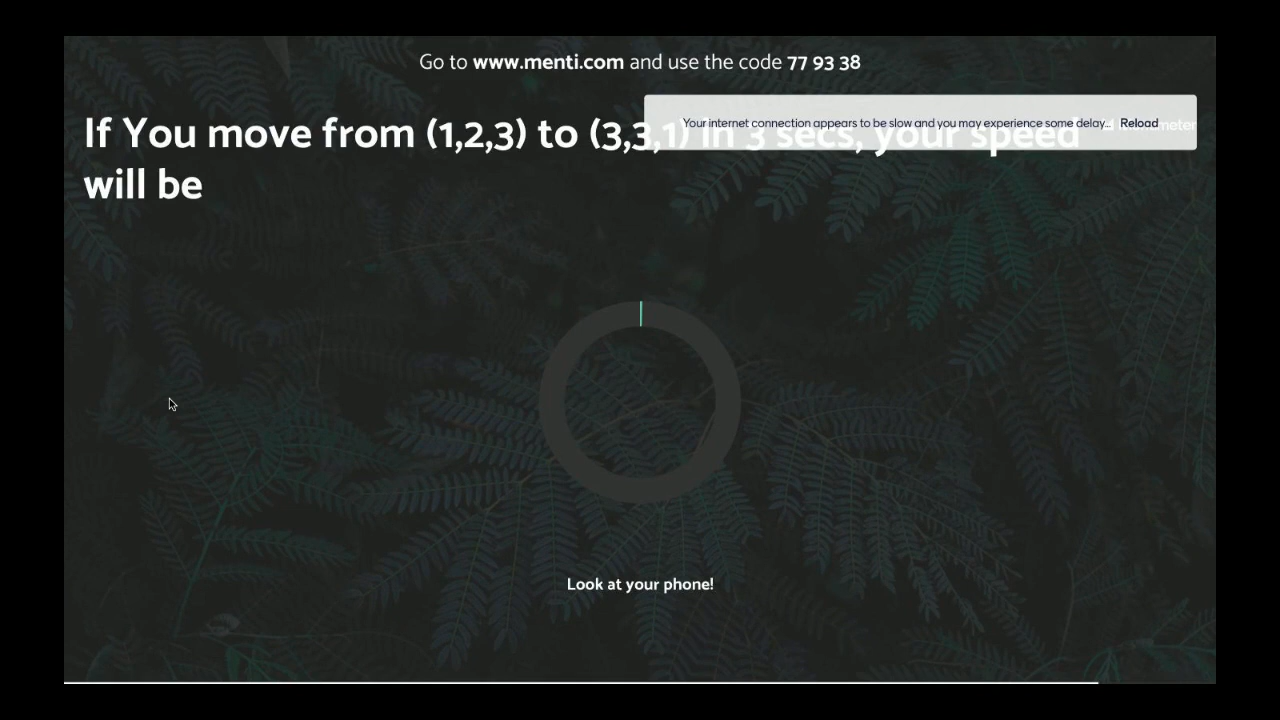 Go to www.menti.com and use the code 77 93 38
Your internet connection appears to be slow and you may experience some delay... Reload
If You move from (1,2,3) to (3,3,1) in 3 secs, your speed
will be
Look at your phone!